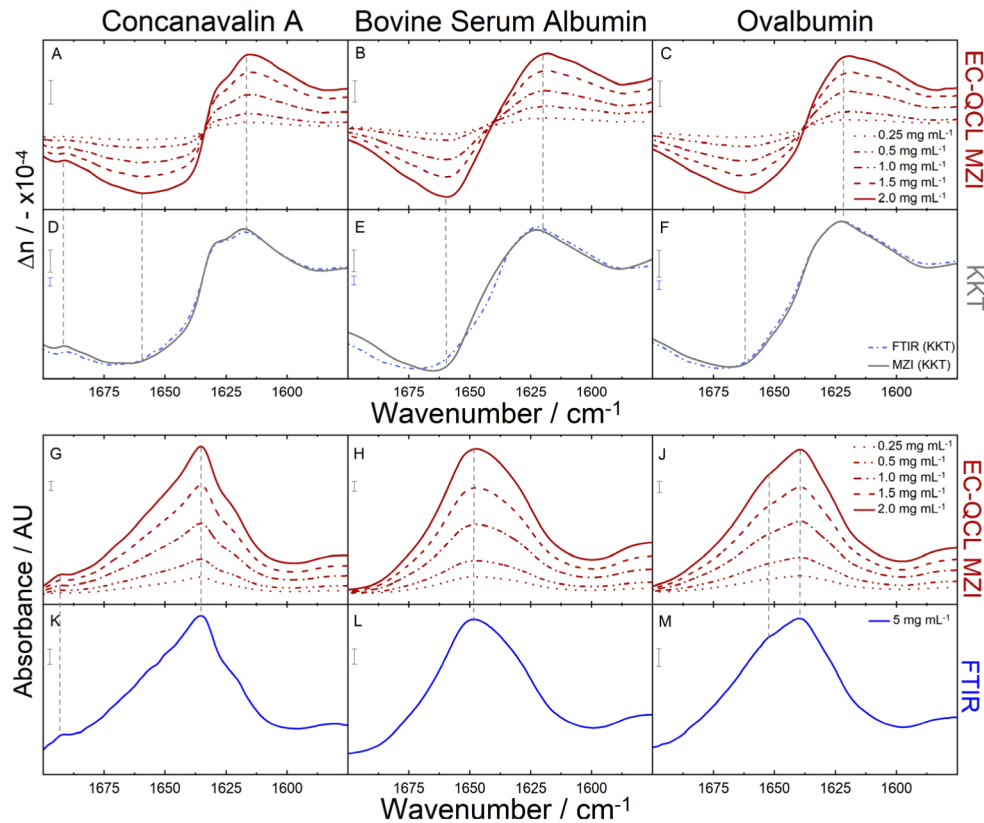 Concanavalin A
Bovine Serum Albumin
Ovalbumin
A
B
C
0.25 mg mL⁻¹
0.5 mg mL⁻¹
1.0 mg mL⁻¹
1.5 mg mL⁻¹
2.0 mg mL⁻¹
EC-QCL MZI
Δn / - x10⁻⁴
D
E
F
FTIR (KKT)
MZI (KKT)
KKT
1675 1650 1625 1600
1675 1650 1625 1600
1675 1650 1625 1600
Wavenumber / cm⁻¹
G
H
J
0.25 mg mL⁻¹
0.5 mg mL⁻¹
1.0 mg mL⁻¹
1.5 mg mL⁻¹
2.0 mg mL⁻¹
EC-QCL MZI
Absorbance / AU
K
L
M
5 mg mL⁻¹
FTIR
1675 1650 1625 1600
1675 1650 1625 1600
1675 1650 1625 1600
Wavenumber / cm⁻¹